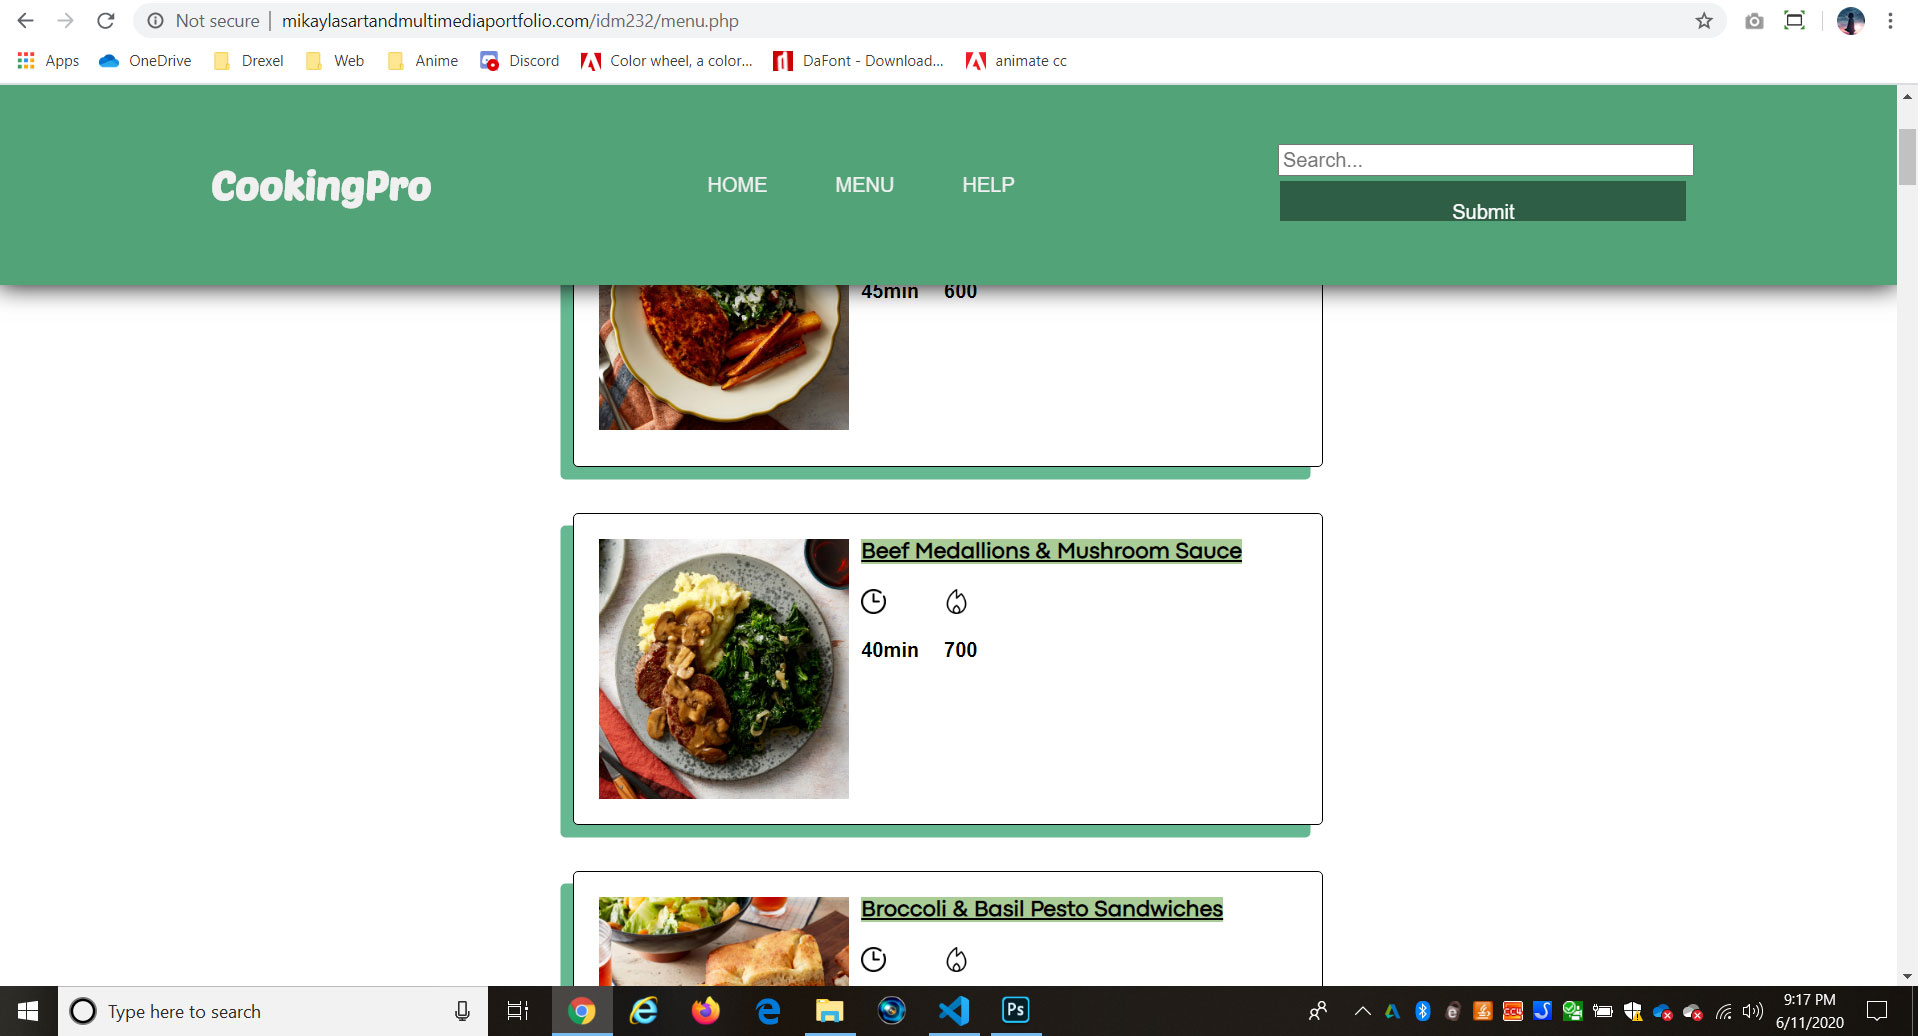 Not secure | mikaylasartandmultimediaportfolio.com/idm232/menu.php
Apps OneDrive Drexel Web Anime Discord Color wheel, a color... DaFont - Download... animate cc
CookingPro
HOME MENU HELP
Search...
Submit
45min 600
Beef Medallions & Mushroom Sauce
40min 700
Broccoli & Basil Pesto Sandwiches
Type here to search
Ps
CC4
9:17 PM
6/11/2020